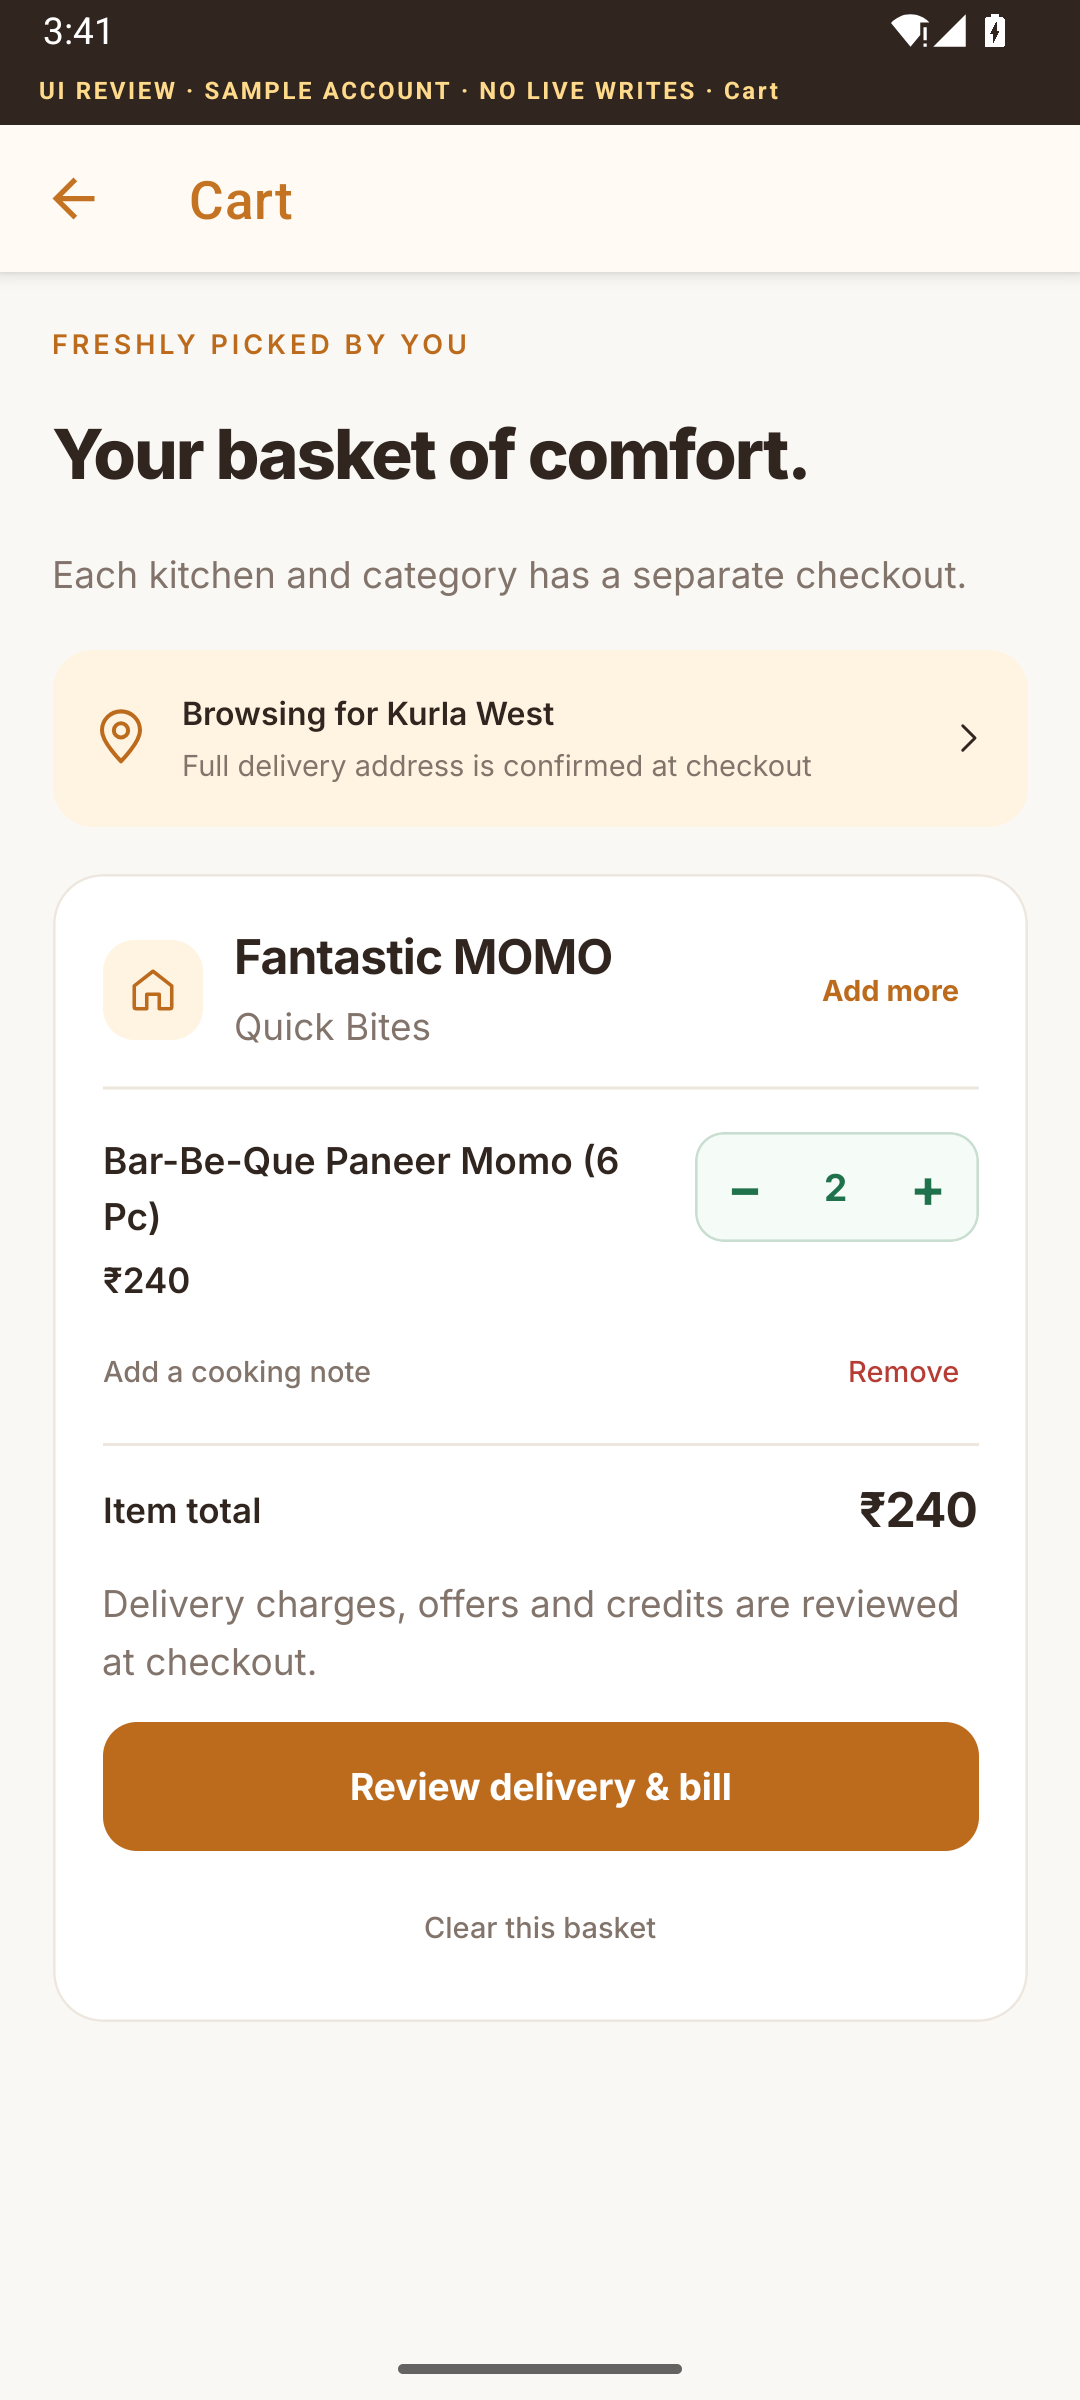 3:41
UI REVIEW · SAMPLE ACCOUNT · NO LIVE WRITES · Cart
Cart
FRESHLY PICKED BY YOU
Your basket of comfort.
Each kitchen and category has a separate checkout.
Browsing for Kurla West
Full delivery address is confirmed at checkout
Fantastic MOMO
Quick Bites
Add more
Bar-Be-Que Paneer Momo (6
Pc)
− 2 +
₹240
Add a cooking note
Remove
Item total
₹240
Delivery charges, offers and credits are reviewed
at checkout.
Review delivery & bill
Clear this basket